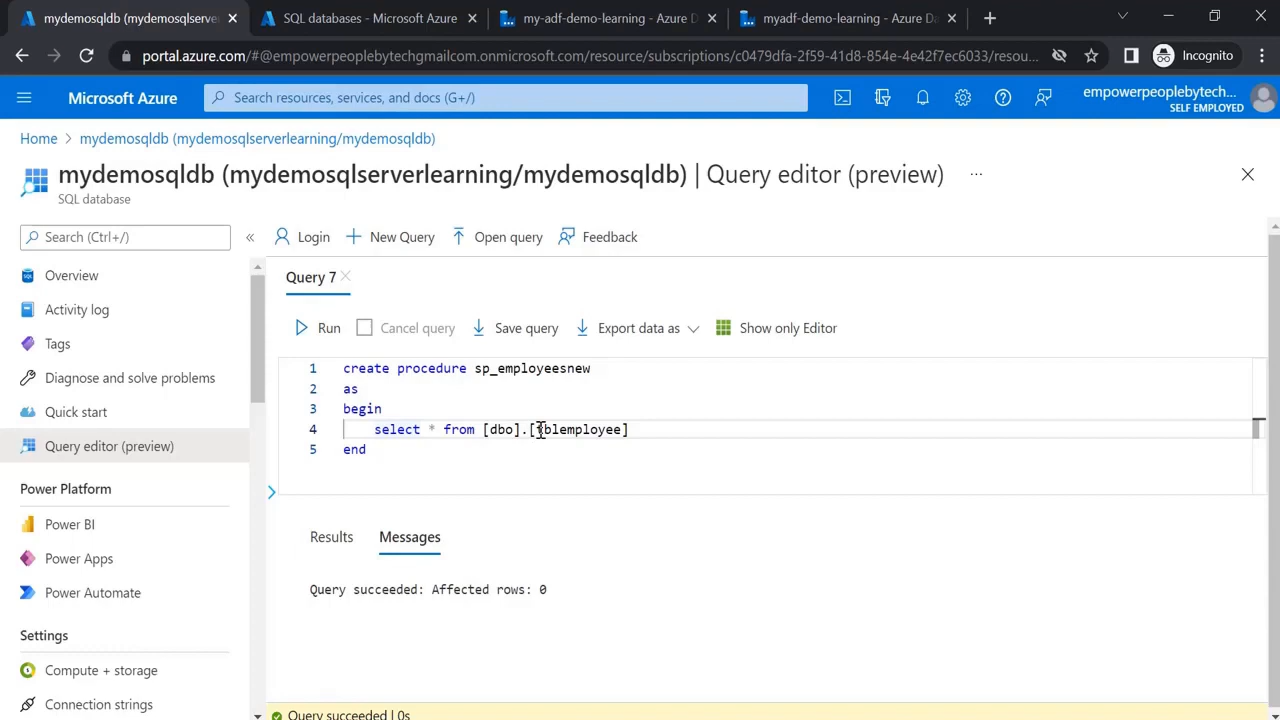 mydemosqldb (mydemosqlserver
SQL databases - Microsoft Azure
my-adf-demo-learning - Azure D
myadf-demo-learning - Azure Da
portal.azure.com/#@empowerpeoplebytechgmailcom.onmicrosoft.com/resource/subscriptions/c0479dfa-2f59-41d8-854e-4e42f7ec6033/resou...
Incognito
Microsoft Azure
Search resources, services, and docs (G+/)
empowerpeoplebytech...
SELF EMPLOYED
Home > mydemosqldb (mydemosqlserverlearning/mydemosqldb)
mydemosqldb (mydemosqlserverlearning/mydemosqldb) | Query editor (preview) ...
SQL database
Search (Ctrl+/)
«
Login
New Query
Open query
Feedback
Overview
Activity log
Tags
Diagnose and solve problems
Quick start
Query editor (preview)
Power Platform
Power BI
Power Apps
Power Automate
Settings
Compute + storage
Connection strings
Query 7
Run
Cancel query
Save query
Export data as
Show only Editor
1 create procedure sp_employeesnew
2 as
3 begin
4 select * from [dbo].[tblemployee]
5 end
Results
Messages
Query succeeded: Affected rows: 0
Query succeeded | 0s